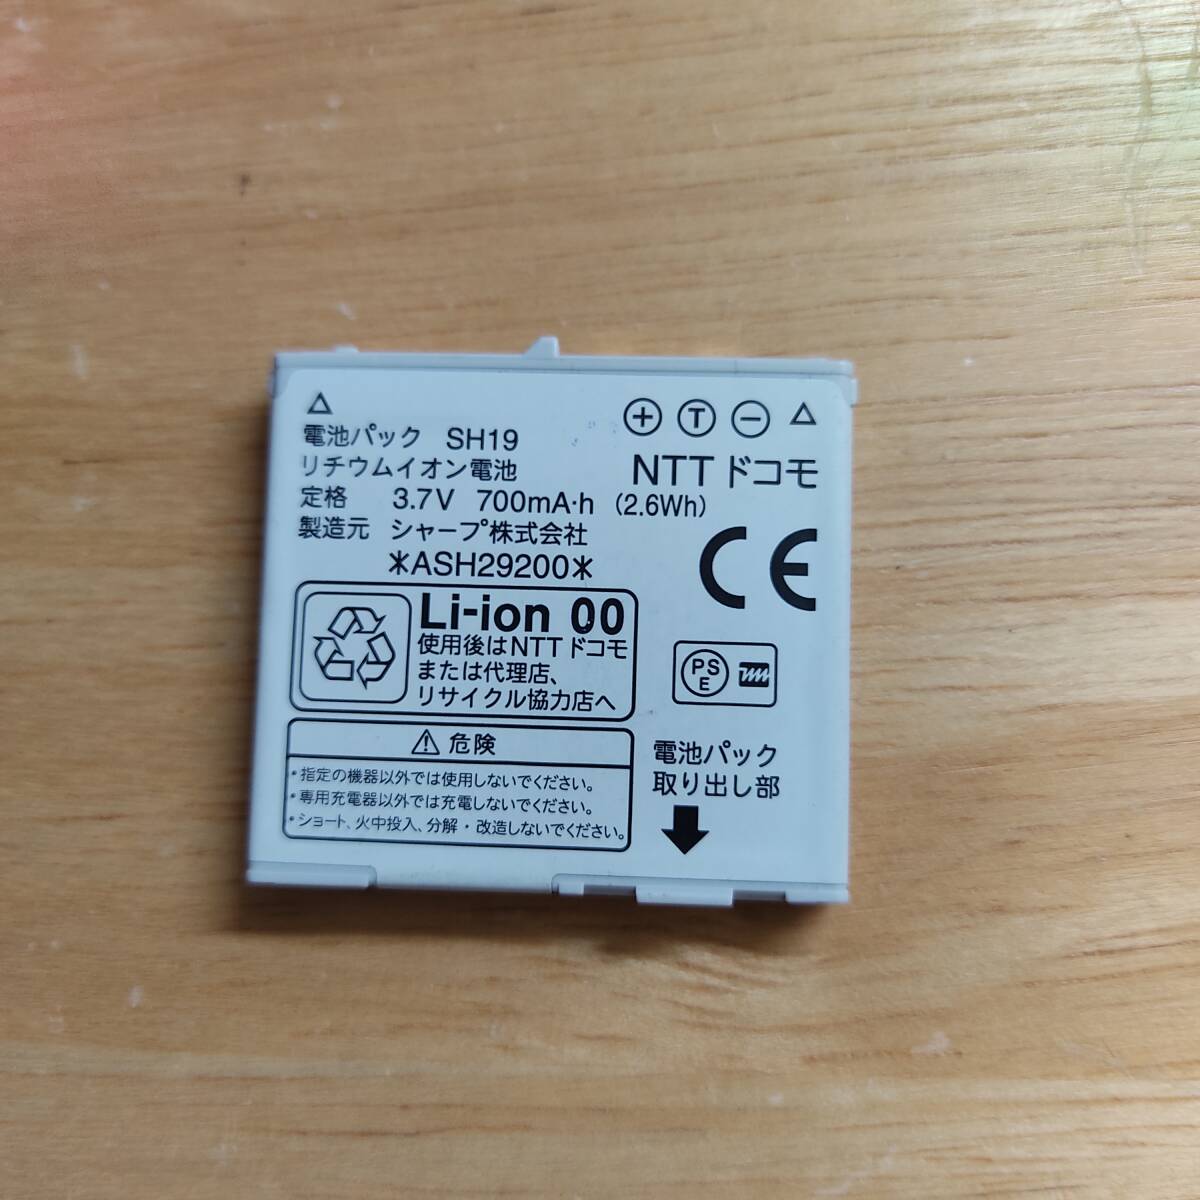 電池パック SH19
リチウムイオン電池
定格 3.7V 700mA·h (2.6Wh)
製造元 シャープ株式会社
*ASH29200*
+ T −
NTT ドコモ
CE
Li-ion 00
使用後はNTTドコモ
または代理店、
リサイクル協力店へ
PS
E
危険
・指定の機器以外では使用しないでください。
・専用充電器以外では充電しないでください。
・ショート、火中投入、分解・改造しないでください。
電池パック
取り出し部